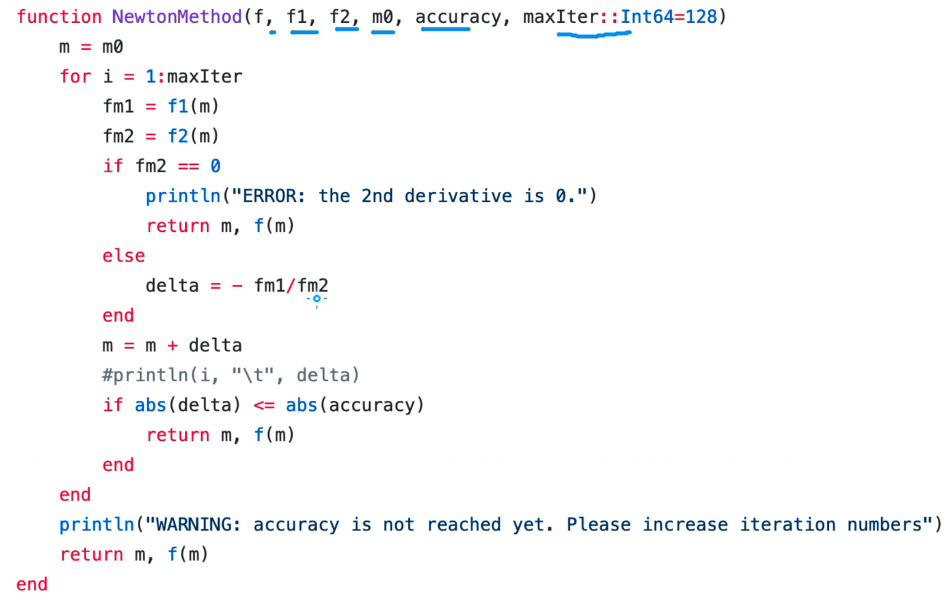 function NewtonMethod(f, f1, f2, m0, accuracy, maxIter::Int64=128)
    m = m0
    for i = 1:maxIter
        fm1 = f1(m)
        fm2 = f2(m)
        if fm2 == 0
            println("ERROR: the 2nd derivative is 0.")
            return m, f(m)
        else
            delta = - fm1/fm2
        end
        m = m + delta
        #println(i, "\t", delta)
        if abs(delta) <= abs(accuracy)
            return m, f(m)
        end
    end
    println("WARNING: accuracy is not reached yet. Please increase iteration numbers")
    return m, f(m)
end